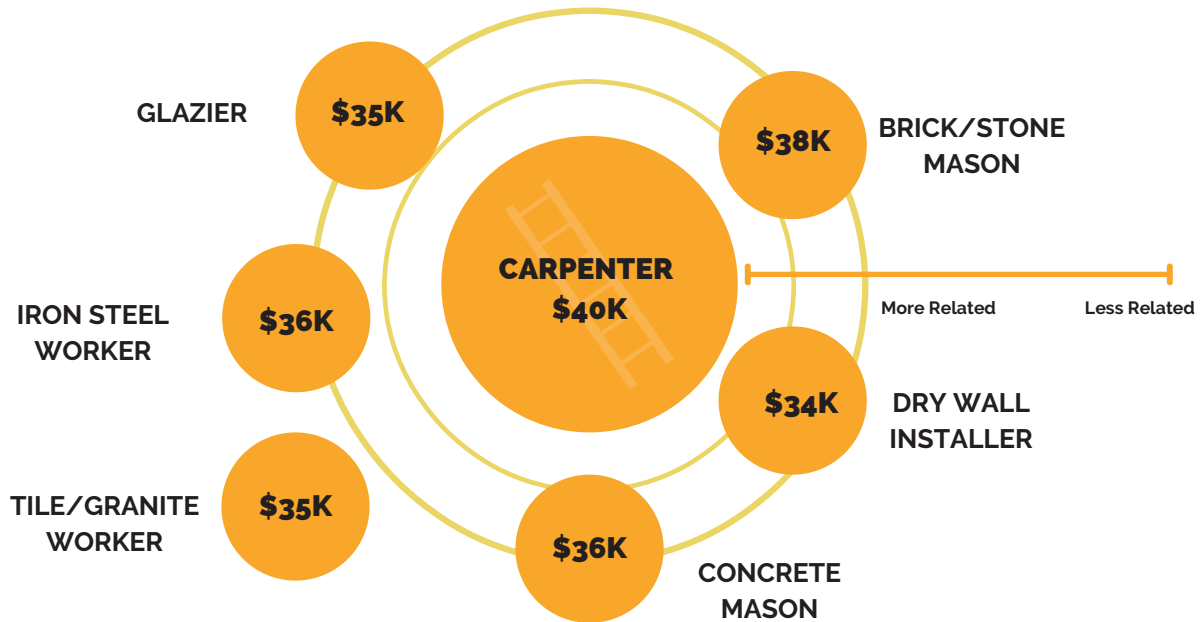 GLAZIER
$35K
$38K
BRICK/STONE
MASON
CARPENTER
$40K
More Related
Less Related
IRON STEEL
WORKER
$36K
$34K
DRY WALL
INSTALLER
TILE/GRANITE
WORKER
$35K
$36K
CONCRETE
MASON